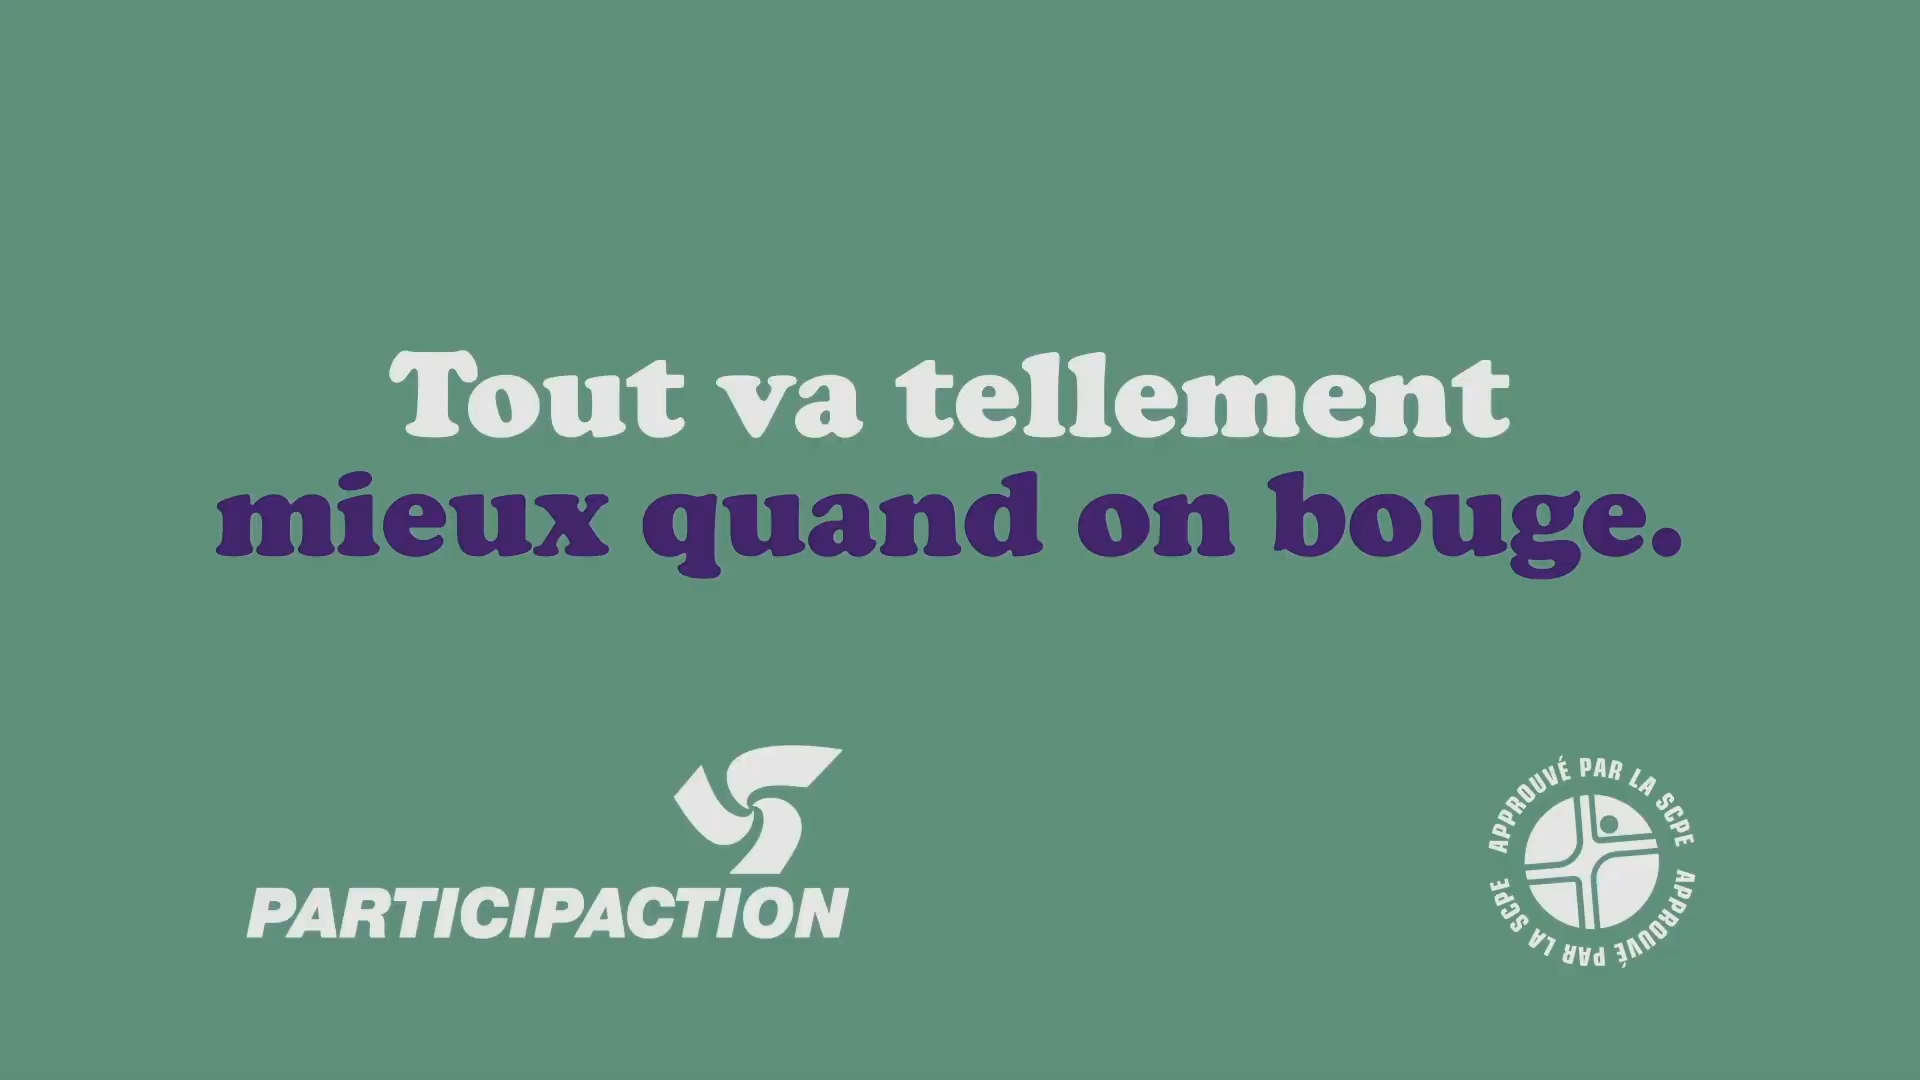 Tout va tellement
mieux quand on bouge.
PARTICIPACTION
APPROUVÉ PAR LA SCPE
APPROUVÉ PAR LA SCPE